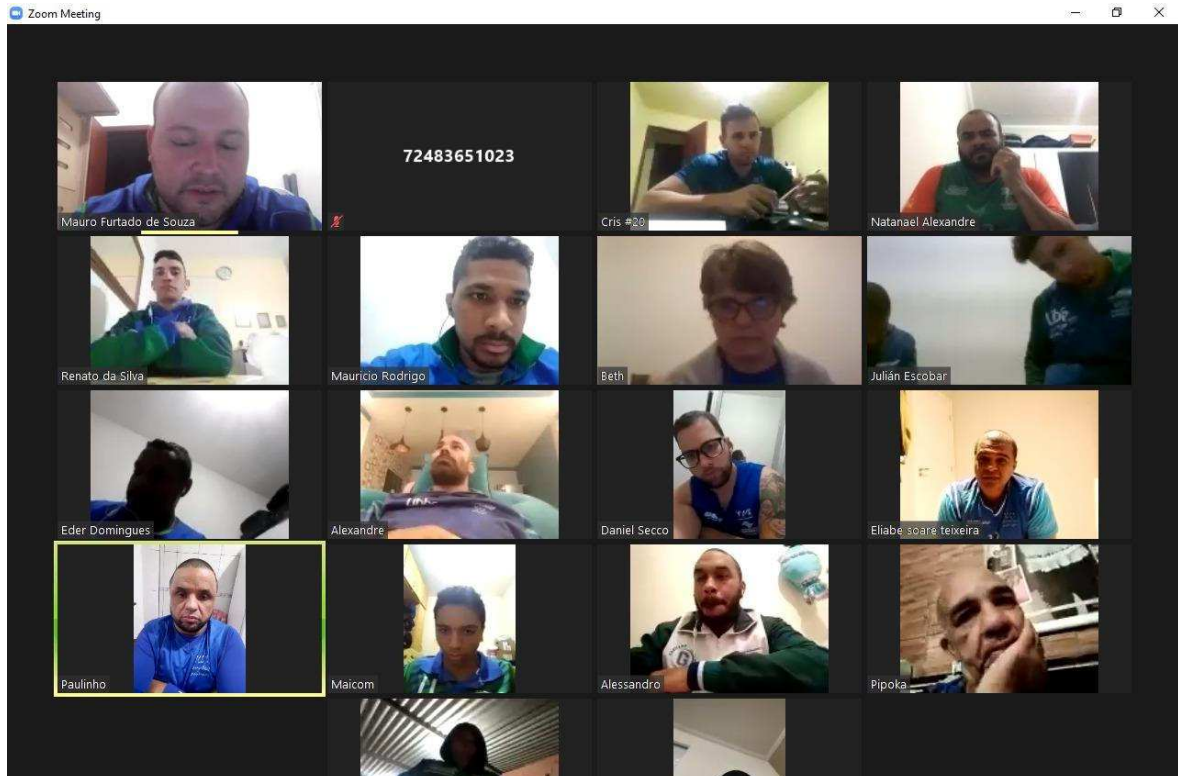 Zoom Meeting
Mauro Furtado de Souza
72483651023
Cris #20
Natanael Alexandre
Renato da Silva
Mauricio Rodrigo
Beth
Julián Escobar
Eder Domingues
Alexandre
Daniel Secco
Eliabe soare teixeira
Paulinho
Maicom
Alessandro
Pipoka